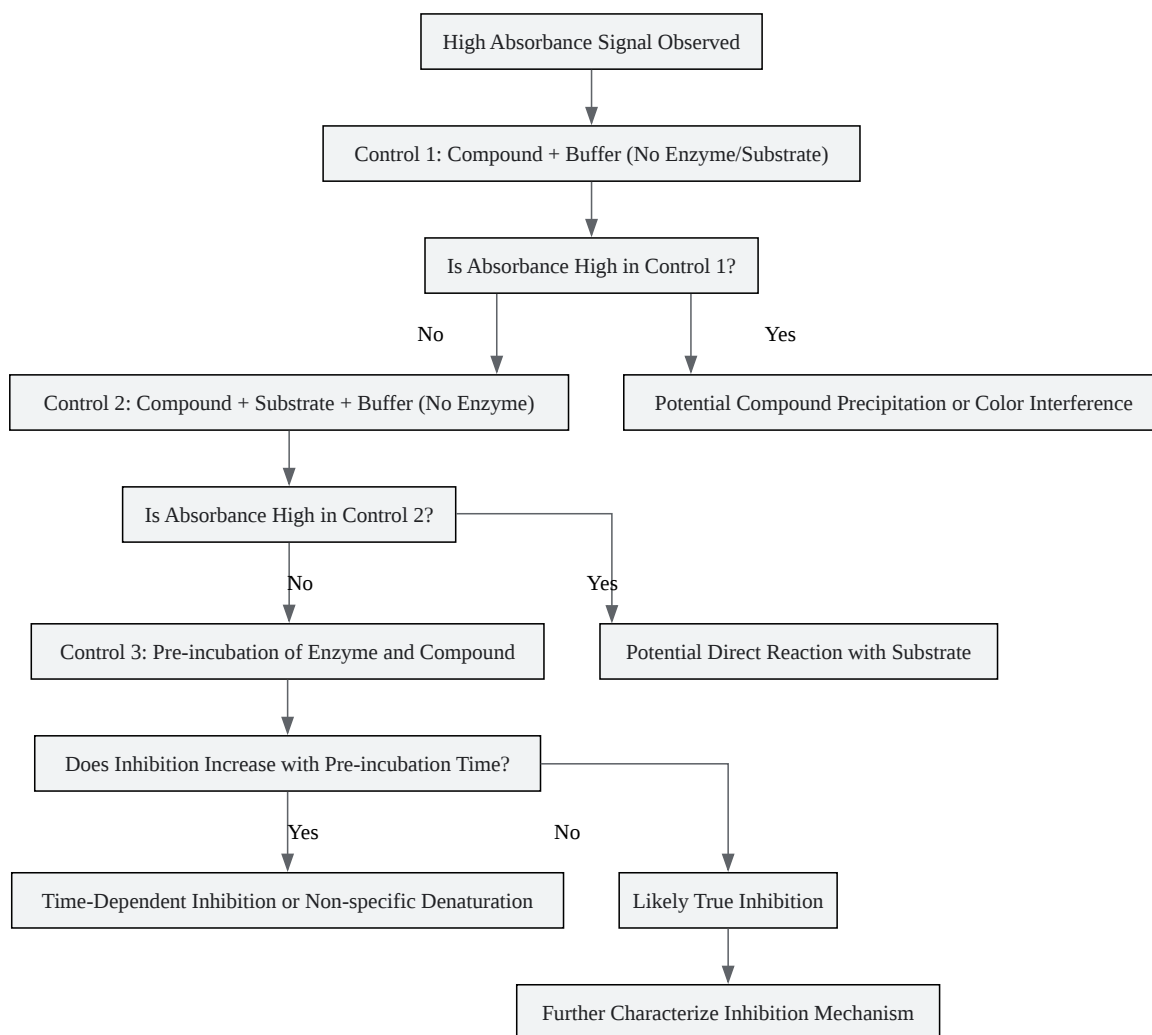 High Absorbance Signal Observed
Control 1: Compound + Buffer (No Enzyme/Substrate)
Is Absorbance High in Control 1?
No
Yes
Control 2: Compound + Substrate + Buffer (No Enzyme)
Potential Compound Precipitation or Color Interference
Is Absorbance High in Control 2?
No
Yes
Control 3: Pre-incubation of Enzyme and Compound
Potential Direct Reaction with Substrate
Does Inhibition Increase with Pre-incubation Time?
Yes
No
Time-Dependent Inhibition or Non-specific Denaturation
Likely True Inhibition
Further Characterize Inhibition Mechanism